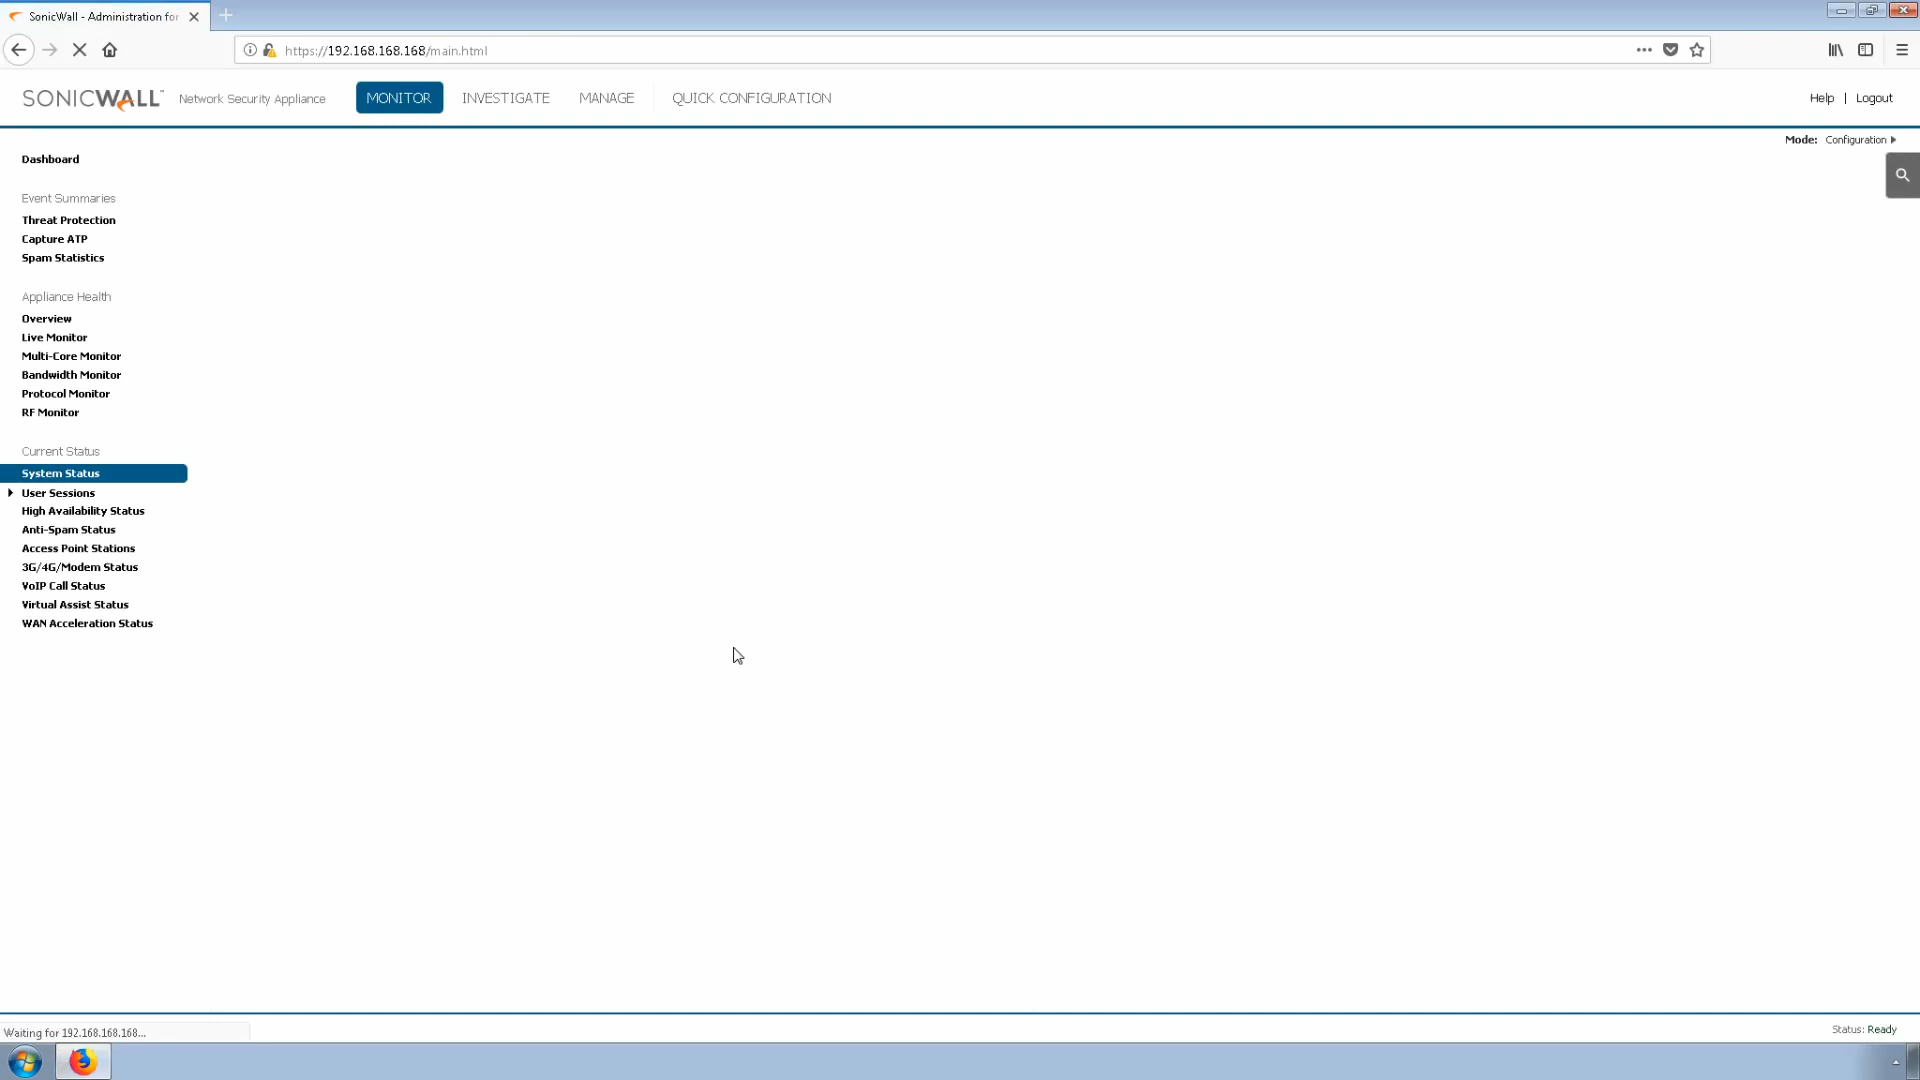 SonicWall - Administration for
https://192.168.168.168/main.html
SONICWALL Network Security Appliance MONITOR INVESTIGATE MANAGE QUICK CONFIGURATION Help | Logout
Mode: Configuration
Dashboard
Event Summaries
Threat Protection
Capture ATP
Spam Statistics
Appliance Health
Overview
Live Monitor
Multi-Core Monitor
Bandwidth Monitor
Protocol Monitor
RF Monitor
Current Status
System Status
User Sessions
High Availability Status
Anti-Spam Status
Access Point Stations
3G/4G/Modem Status
VoIP Call Status
Virtual Assist Status
WAN Acceleration Status
Waiting for 192.168.168.168...
Status: Ready